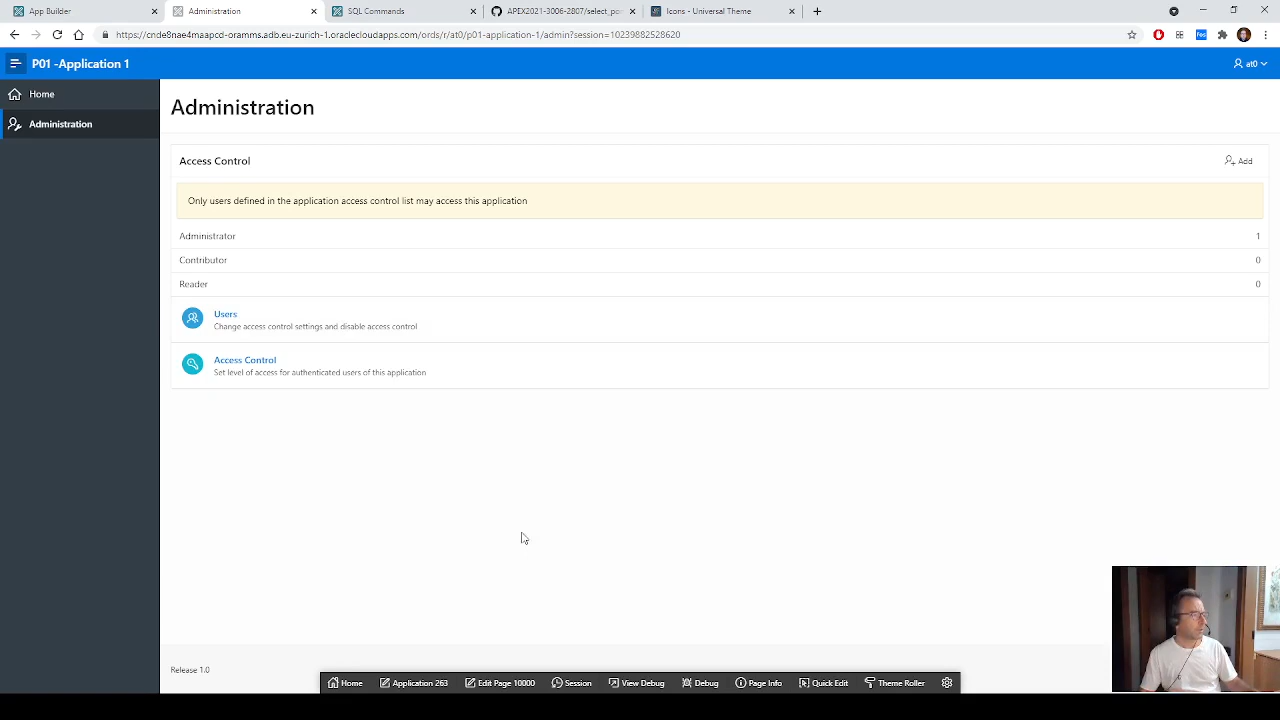 App Builder
Administration
SQL Commands
APEX2021-3006-2807/select_po
Icons - Universal Theme
https://cnde9nae4maapcd-oramms.adb.eu-zurich-1.oraclecloudapps.com/ords/r/at0/p01-application-1/admin?session=10239882528620
P01 -Application 1
at0
Home
Administration
Administration
Access Control
Add
Only users defined in the application access control list may access this application
Administrator 1
Contributor 0
Reader 0
Users
Change access control settings and disable access control
Access Control
Set level of access for authenticated users of this application
Release 1.0
Home
Application 263
Edit Page 10000
Session
View Debug
Debug
Page Info
Quick Edit
Theme Roller